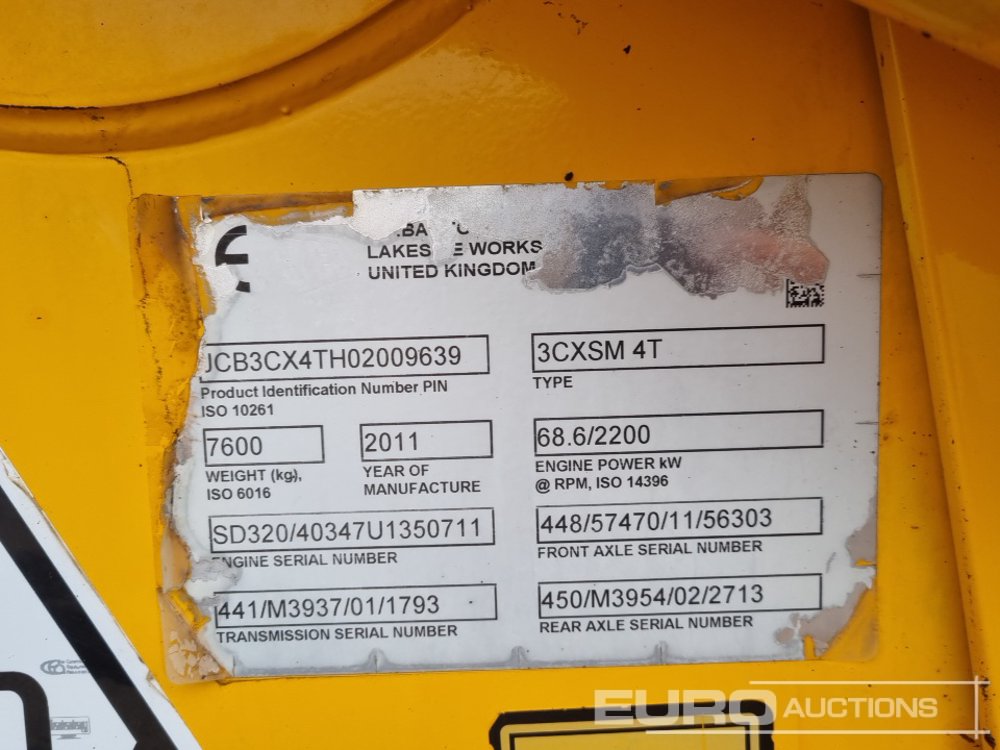 LAKES E WORKS
UNITED KINGDOM
JCB3CX4TH02009639
Product Identification Number PIN
ISO 10261
3CXSM 4T
TYPE
7600
WEIGHT (kg),
ISO 6016
2011
YEAR OF
MANUFACTURE
68.6/2200
ENGINE POWER kW
@ RPM, ISO 14396
SD320/40347U1350711
ENGINE SERIAL NUMBER
448/57470/11/56303
FRONT AXLE SERIAL NUMBER
441/M3937/01/1793
TRANSMISSION SERIAL NUMBER
450/M3954/02/2713
REAR AXLE SERIAL NUMBER
EURO AUCTIONS